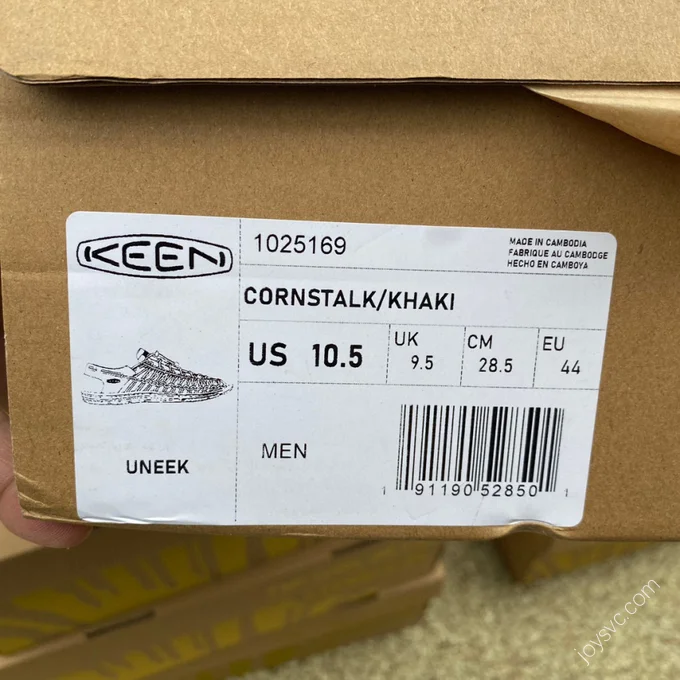 KEEN
1025169
MADE IN CAMBODIA
FABRIQUE AU CAMBODGE
HECHO EN CAMBOYA
CORNSTALK/KHAKI
US 10.5
UK
9.5
CM
28.5
EU
44
UNEEK
MEN
1 91190 52850 1
joysvc.com